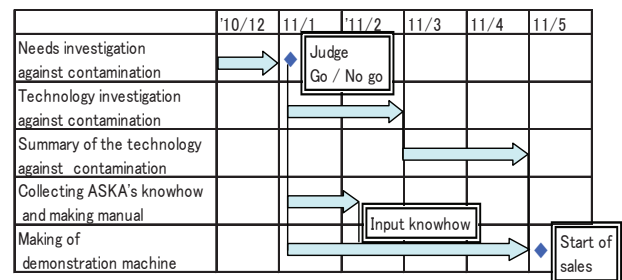 '10/12 11/1 '11/2 11/3 11/4 11/5
Needs investigation
against contamination
Judge
Go / No go
Technology investigation
against contamination
Summary of the technology
against contamination
Collecting ASKA's knowhow
and making manual
Input knowhow
Making of
demonstration machine
Start of
sales